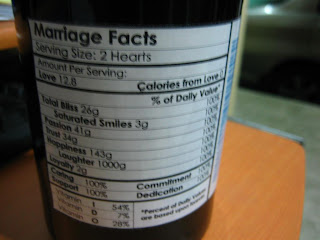 Marriage Facts
Serving Size: 2 Hearts
Amount Per Serving:
Love 12.8 Calories from Love
% of Daily Value*
Total Bliss 26g 100%
Saturated Smiles 3g 100%
Passion 41g 100%
Trust 34g 100%
Happiness 143g 100%
Laughter 1000g 100%
Loyalty 2g 100%
Caring 100% Commitment
Support 100% Dedication
Vitamin I 54%
Vitamin D 7%
Vitamin O 28%
*Percent of Daily Value
are based upon